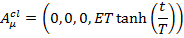 A_μ^{cl} = (0, 0, 0, ET tanh(t/T))